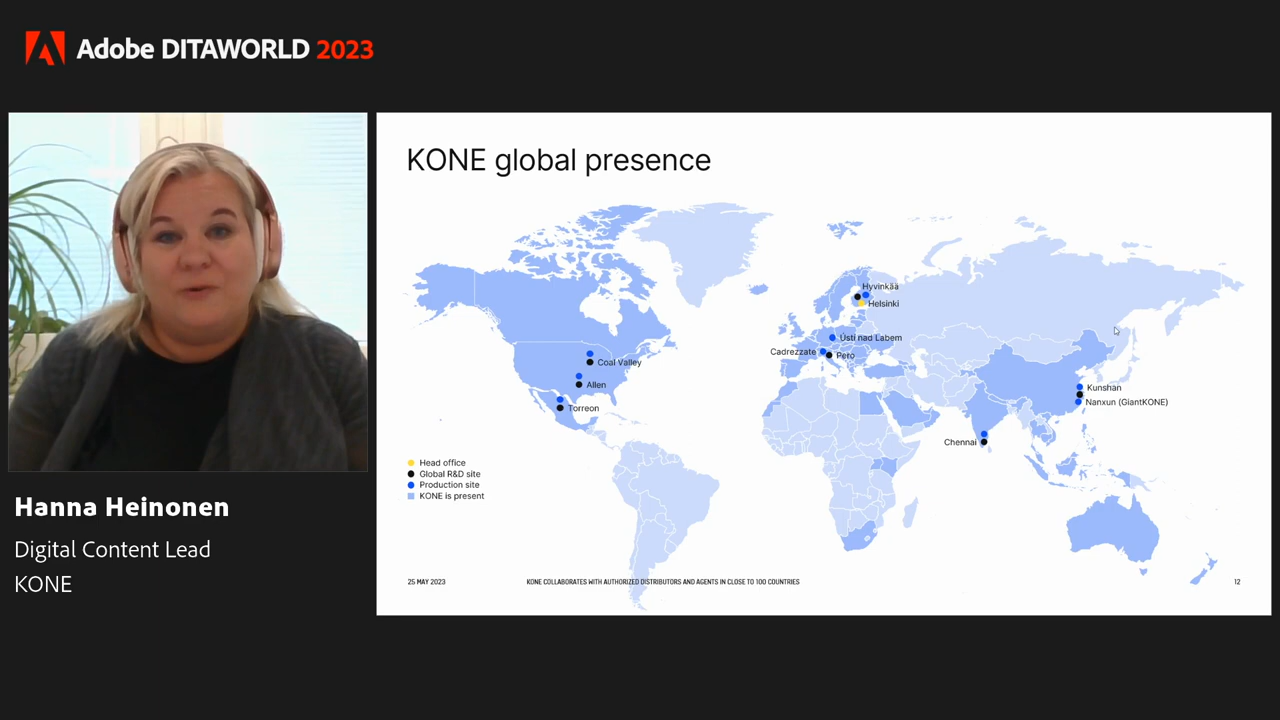 Adobe DITAWORLD 2023
KONE global presence
Hyvinkää
Helsinki
Ústí nad Labem
Cadrezzate
Pero
Coal Valley
Allen
Torreon
Kunshan
Nanxun (GiantKONE)
Chennai
Head office
Global R&D site
Production site
KONE is present
25 MAY 2023
KONE COLLABORATES WITH AUTHORIZED DISTRIBUTORS AND AGENTS IN CLOSE TO 100 COUNTRIES
12
Hanna Heinonen
Digital Content Lead
KONE